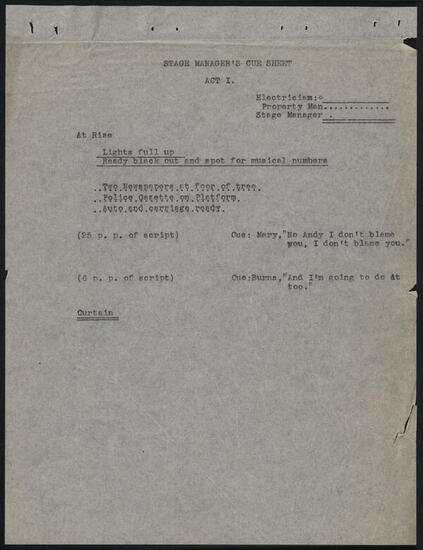 STAGE MANAGER'S CUE SHEET
ACT I.
Electrician:
Property Man.............
Stage Manager .
At Rise
Lights full up
Ready black out and spot for musical numbers
..Two Newspapers at foor of tree.
..Police Gazette on Platform.
..Auto and carriage ready.
(25 p. p. of script) Cue: Mary,"No Andy I don't blame
you, I don't blame you."
(6 p. p. of script) Cue:Burns,"And I'm going to do it
too."
Curtain